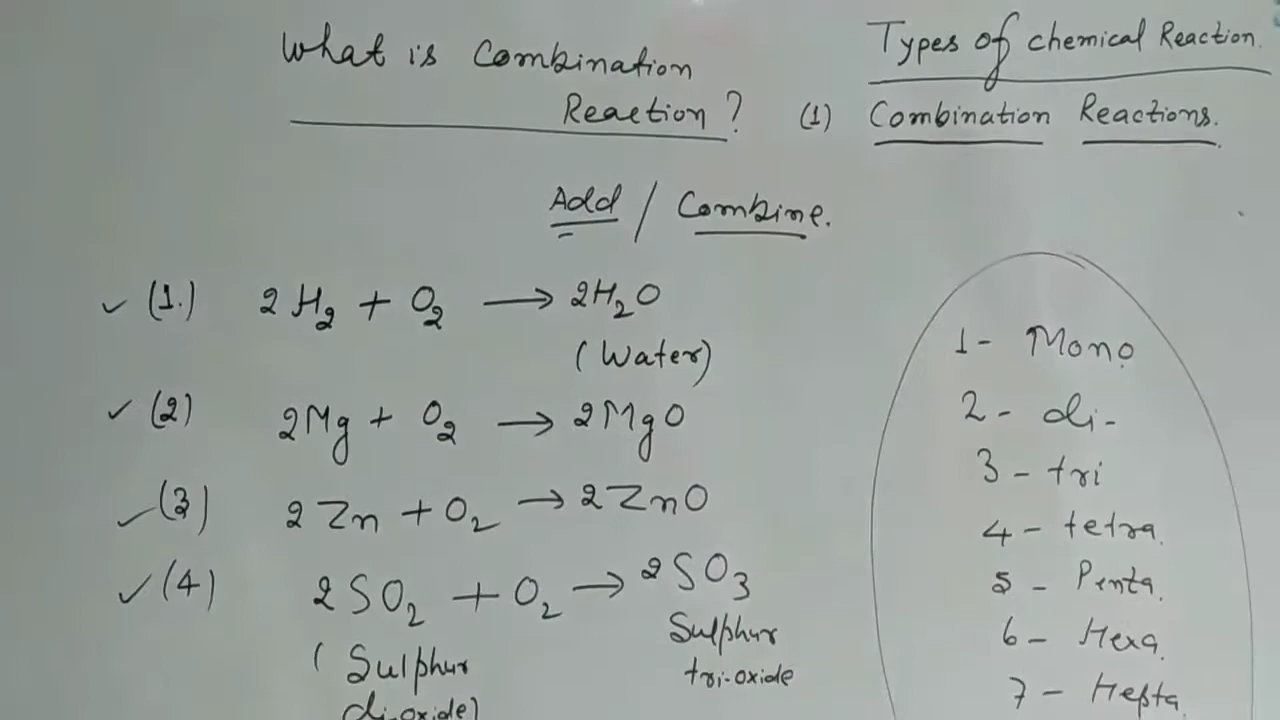 What is Combination
Reaction?
Types of chemical Reaction.
(1) Combination Reactions.
Add / Combine.
(1.) 2H₂ + O₂ → 2H₂O
(Water)
(2) 2Mg + O₂ → 2MgO
(3) 2Zn + O₂ → 2ZnO
(4) 2SO₂ + O₂ → 2SO₃
(Sulphur
di-oxide)
Sulphur
tri-oxide
1- Mono
2- di-
3- tri
4- tetra.
5- Penta.
6- Hexa.
7- Hepta.